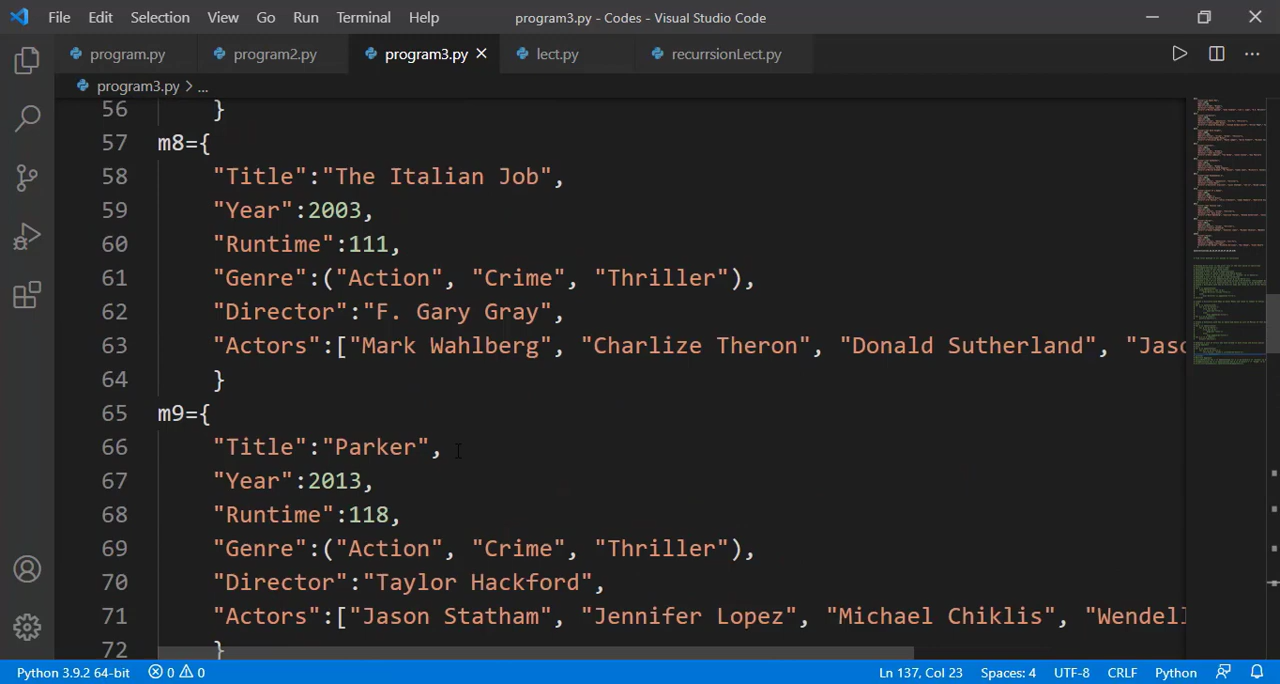 File Edit Selection View Go Run Terminal Help program3.py - Codes - Visual Studio Code
program.py program2.py program3.py lect.py recurrsionLect.py
program3.py > ...
56 }
57 m8={
58 "Title":"The Italian Job",
59 "Year":2003,
60 "Runtime":111,
61 "Genre":("Action", "Crime", "Thriller"),
62 "Director":"F. Gary Gray",
63 "Actors":["Mark Wahlberg", "Charlize Theron", "Donald Sutherland", "Jaso
64 }
65 m9={
66 "Title":"Parker",
67 "Year":2013,
68 "Runtime":118,
69 "Genre":("Action", "Crime", "Thriller"),
70 "Director":"Taylor Hackford",
71 "Actors":["Jason Statham", "Jennifer Lopez", "Michael Chiklis", "Wendell
72 }
Python 3.9.2 64-bit 0 0 Ln 137, Col 23 Spaces: 4 UTF-8 CRLF Python